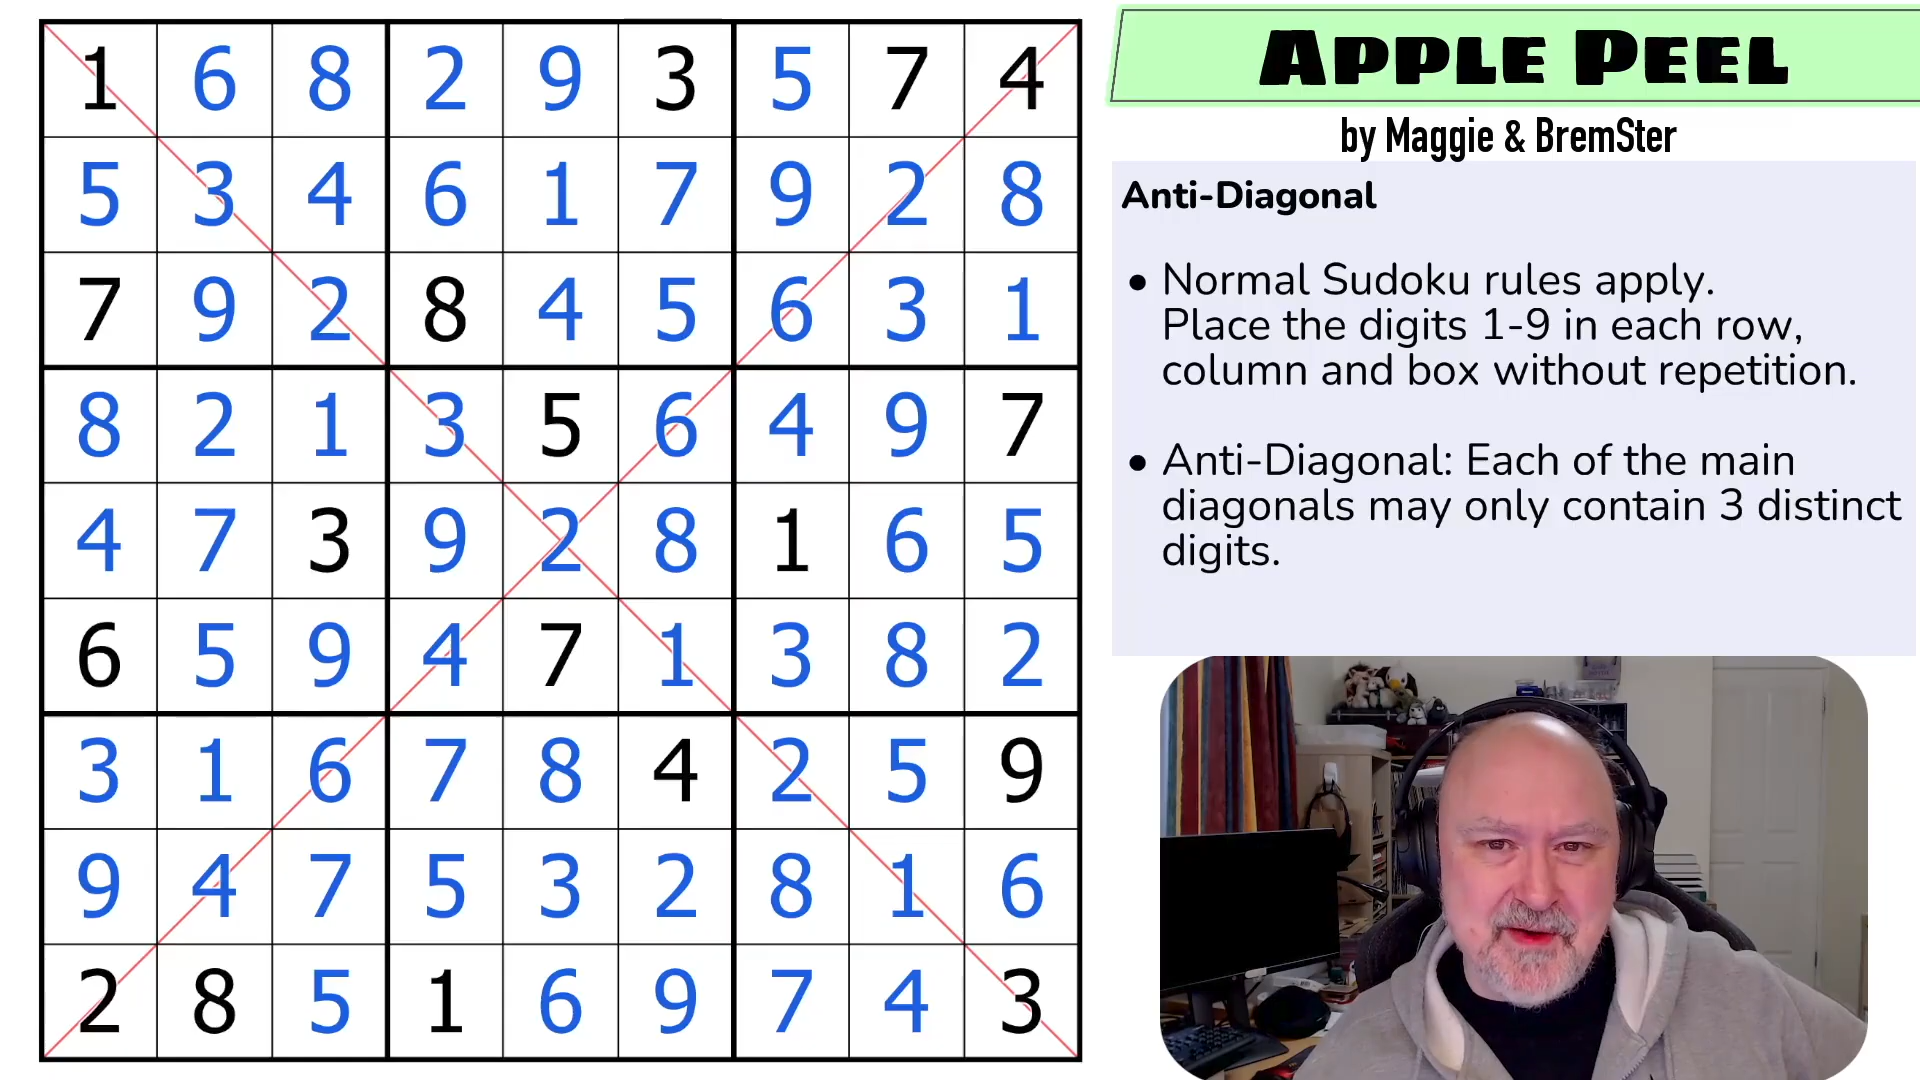 1 6 8 2 9 3 5 7 4
5 3 4 6 1 7 9 2 8
7 9 2 8 4 5 6 3 1
8 2 1 3 5 6 4 9 7
4 7 3 9 2 8 1 6 5
6 5 9 4 7 1 3 8 2
3 1 6 7 8 4 2 5 9
9 4 7 5 3 2 8 1 6
2 8 5 1 6 9 7 4 3
APPLE PEEL
by Maggie & BremSter
Anti-Diagonal
• Normal Sudoku rules apply.
Place the digits 1-9 in each row,
column and box without repetition.
• Anti-Diagonal: Each of the main
diagonals may only contain 3 distinct
digits.